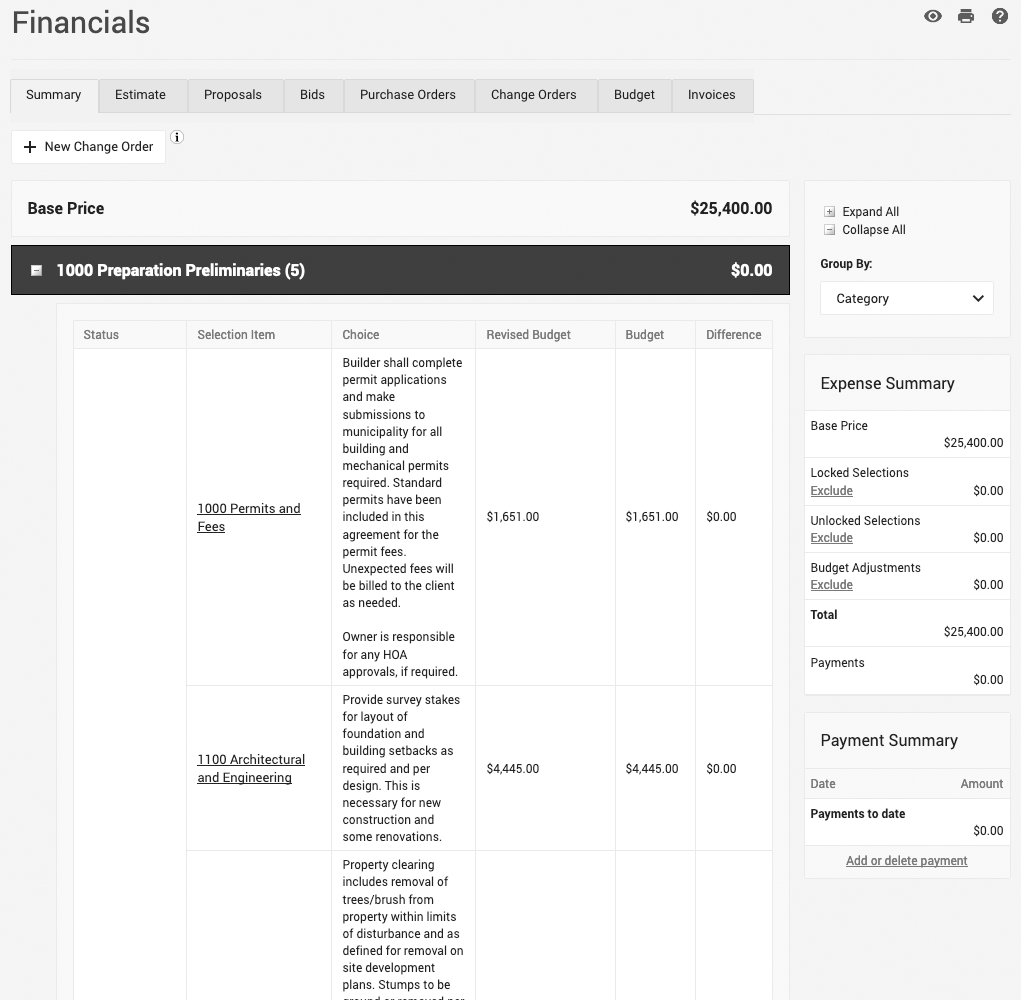 Financials
Summary
Estimate
Proposals
Bids
Purchase Orders
Change Orders
Budget
Invoices
New Change Order
Base Price
$25,400.00
1000 Preparation Preliminaries (5)
$0.00
Status
Selection Item
Choice
Revised Budget
Budget
Difference
1000 Permits and
Fees
Builder shall complete
permit applications
and make
submissions to
municipality for all
building and
mechanical permits
required. Standard
permits have been
included in this
agreement for the
permit fees.
Unexpected fees will
be billed to the client
as needed.
Owner is responsible
for any HOA
approvals, if required.
$1,651.00
$1,651.00
$0.00
1100 Architectural
and Engineering
Provide survey stakes
for layout of
foundation and
building setbacks as
required and per
design. This is
necessary for new
construction and
some renovations.
$4,445.00
$4,445.00
$0.00
Property clearing
includes removal of
trees/brush from
property within limits
of disturbance and as
defined for removal on
site development
plans. Stumps to be
ground or removed per
Expand All
Collapse All
Group By:
Category
Expense Summary
Base Price
$25,400.00
Locked Selections
Exclude
$0.00
Unlocked Selections
Exclude
$0.00
Budget Adjustments
Exclude
$0.00
Total
$25,400.00
Payments
$0.00
Payment Summary
Date
Amount
Payments to date
$0.00
Add or delete payment